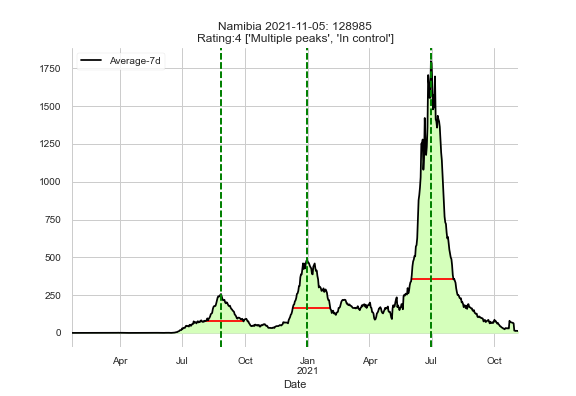 Namibia 2021-11-05: 128985
Rating:4 ['Multiple peaks', 'In control']
Average-7d
1750
1500
1250
1000
750
500
250
0
Apr
Jul
Oct
Jan
2021
Apr
Jul
Oct
Date